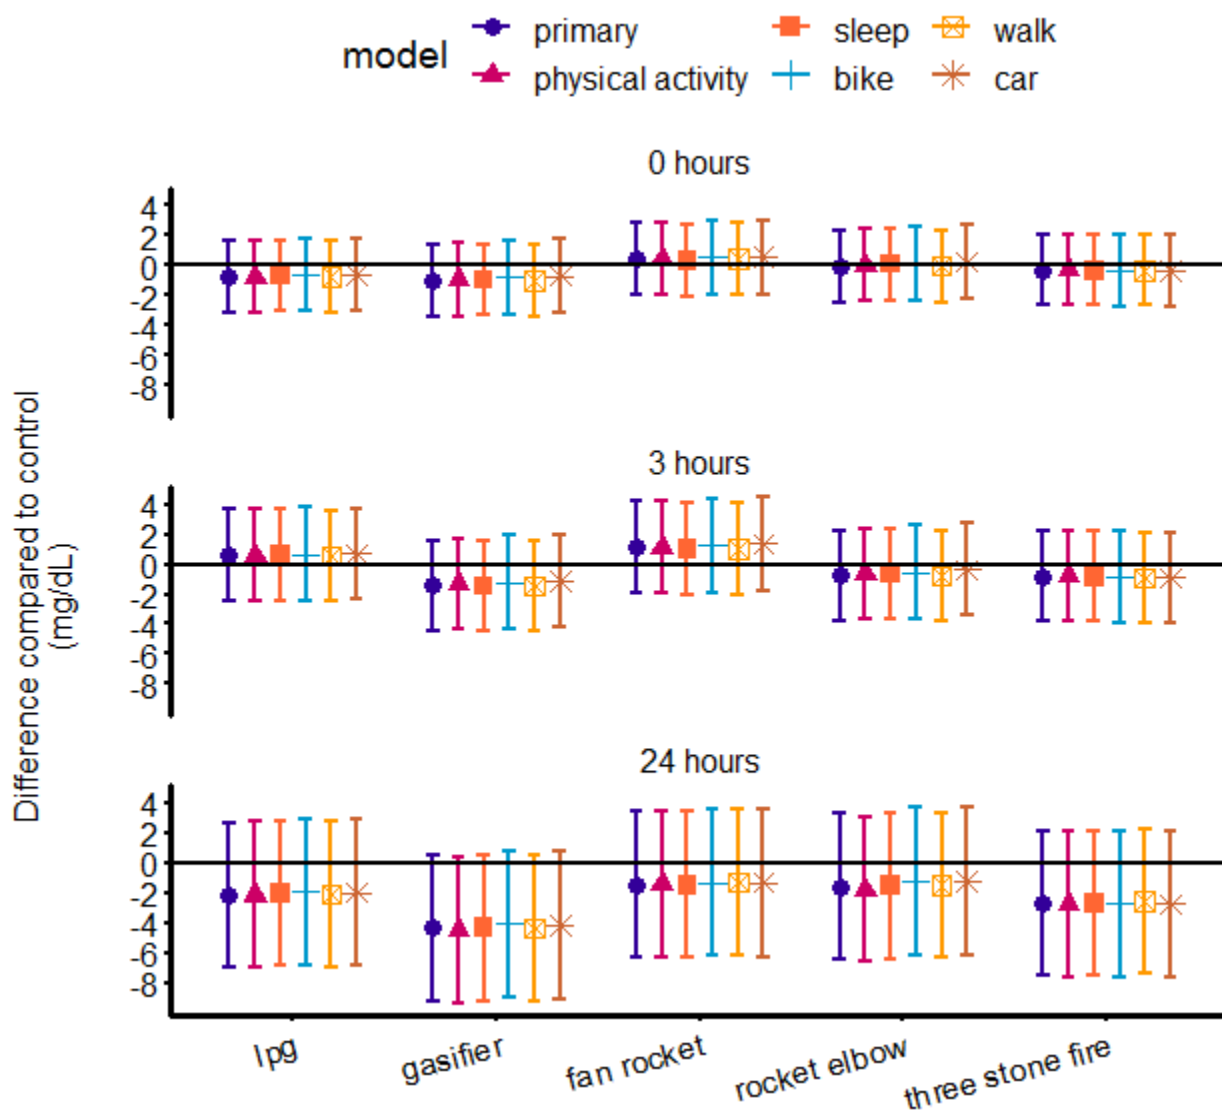 model
primary
sleep
walk
physical activity
bike
car
0 hours
4
2
0
-2
-4
-6
-8
3 hours
4
2
0
-2
-4
-6
-8
24 hours
4
2
0
-2
-4
-6
-8
Difference compared to control
(mg/dL)
lpg
gasifier
fan rocket
rocket elbow
three stone fire